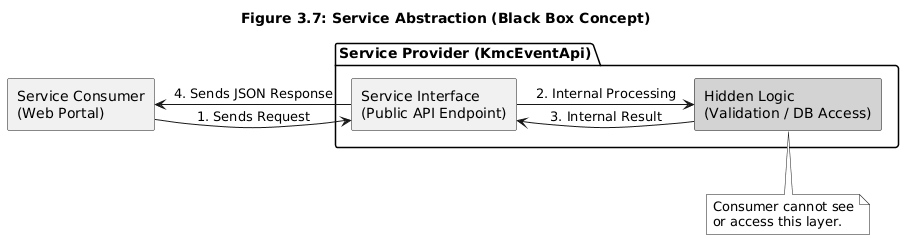 Figure 3.7: Service Abstraction (Black Box Concept)
Service Provider (KmcEventApi)
Service Consumer
(Web Portal)
4. Sends JSON Response
1. Sends Request
Service Interface
(Public API Endpoint)
2. Internal Processing
3. Internal Result
Hidden Logic
(Validation / DB Access)
Consumer cannot see
or access this layer.